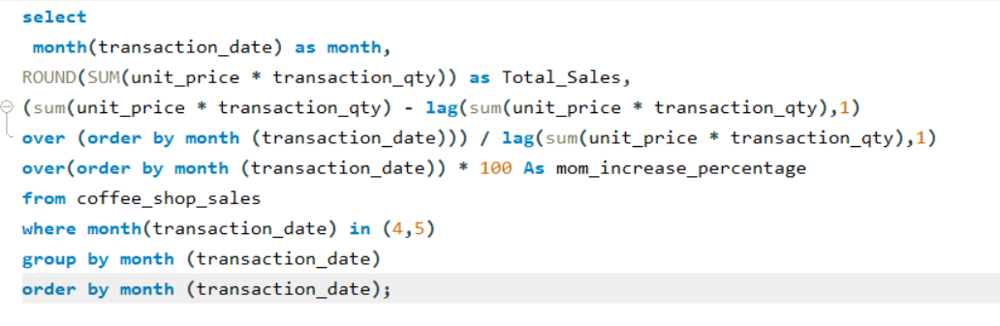 select
month(transaction_date) as month,
ROUND(SUM(unit_price * transaction_qty)) as Total_Sales,
(sum(unit_price * transaction_qty) - lag(sum(unit_price * transaction_qty),1)
over (order by month (transaction_date))) / lag(sum(unit_price * transaction_qty),1)
over(order by month (transaction_date)) * 100 As mom_increase_percentage
from coffee_shop_sales
where month(transaction_date) in (4,5)
group by month (transaction_date)
order by month (transaction_date);